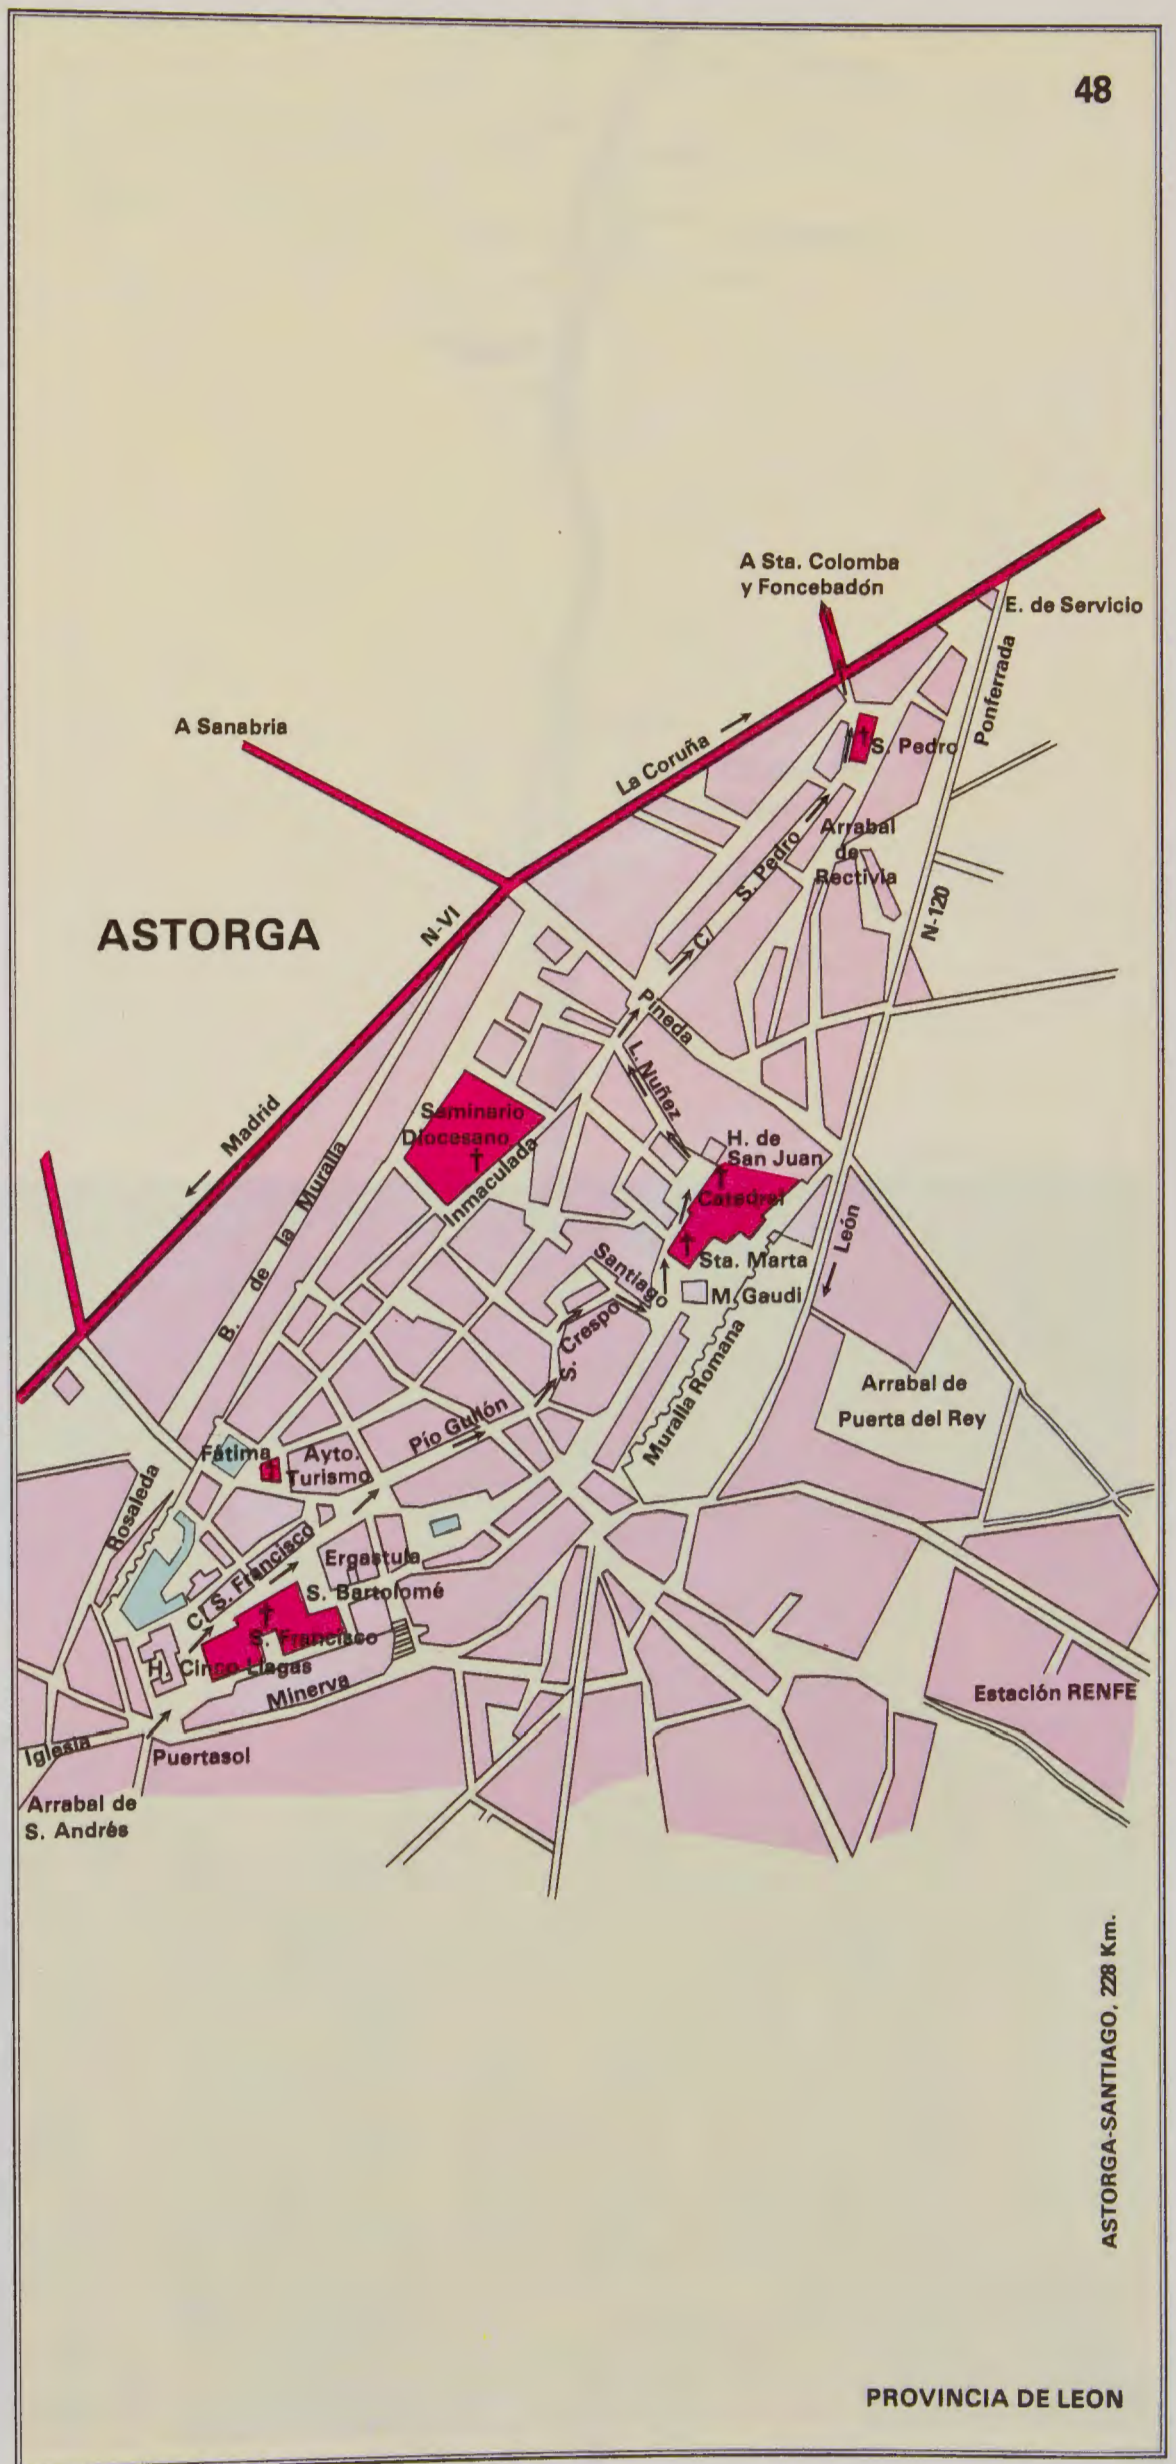 48
A Sta. Colomba
y Foncebadón
E. de Servicio
Ponferrada
A Sanabria
La Coruña
S. Pedro
Arrabal
de
Rectivia
C/ S. Pedro
N-120
N-VI
ASTORGA
Pineda
L. Nuñez
Madrid
Seminario
Diocesano
Inmaculada
H. de
San Juan
Catedral
B. de la Muralla
León
Santiago
Sta. Marta
M. Gaudi
S. Crespo
Muralla Romana
Arrabal de
Puerta del Rey
Pío Gullón
Fátima
Ayto.
Turismo
Rosaleda
C/ S. Francisco
Ergastula
S. Bartolomé
S. Francisco
H. Cinco Llagas
Minerva
Estación RENFE
Iglesia
Puertasol
Arrabal de
S. Andrés
ASTORGA-SANTIAGO, 228 Km.
PROVINCIA DE LEON